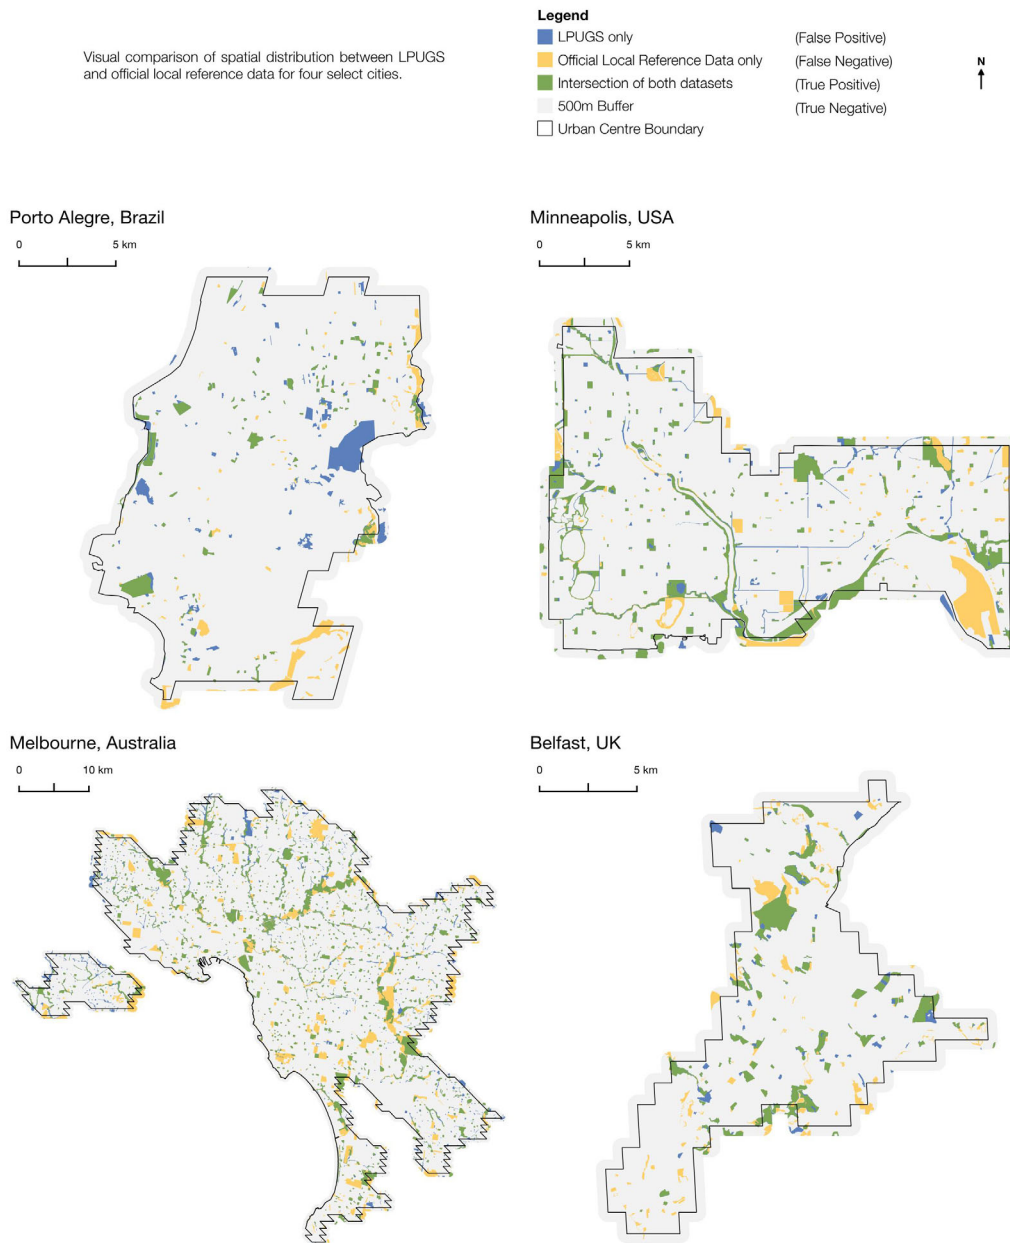 Visual comparison of spatial distribution between LPUGS
and official local reference data for four select cities.
Legend
LPUGS only (False Positive)
Official Local Reference Data only (False Negative)
Intersection of both datasets (True Positive)
500m Buffer (True Negative)
Urban Centre Boundary
N
Porto Alegre, Brazil
0 5 km
Minneapolis, USA
0 5 km
Melbourne, Australia
0 10 km
Belfast, UK
0 5 km